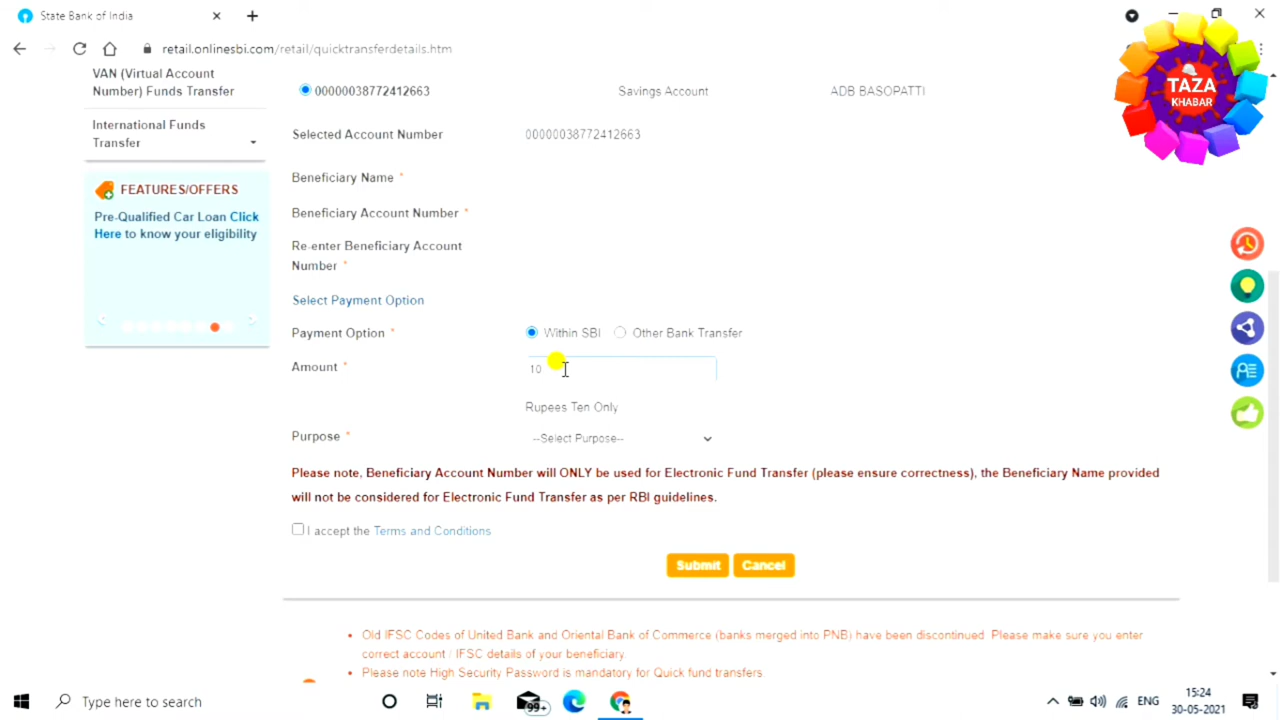 State Bank of India
retail.onlinesbi.com/retail/quicktransferdetails.htm
TAZA
KHABAR
VAN (Virtual Account
Number) Funds Transfer
International Funds
Transfer
FEATURES/OFFERS
Pre-Qualified Car Loan Click
Here to know your eligibility
00000038772412663 Savings Account ADB BASOPATTI
Selected Account Number 00000038772412663
Beneficiary Name *
Beneficiary Account Number *
Re-enter Beneficiary Account
Number *
Select Payment Option
Payment Option * Within SBI Other Bank Transfer
Amount * 10
Rupees Ten Only
Purpose * --Select Purpose--
Please note, Beneficiary Account Number will ONLY be used for Electronic Fund Transfer (please ensure correctness), the Beneficiary Name provided
will not be considered for Electronic Fund Transfer as per RBI guidelines.
I accept the Terms and Conditions
Submit Cancel
• Old IFSC Codes of United Bank and Oriental Bank of Commerce (banks merged into PNB) have been discontinued. Please make sure you enter
correct account / IFSC details of your beneficiary.
• Please note High Security Password is mandatory for Quick fund transfers.
Type here to search
99+
ENG
15:24
30-05-2021